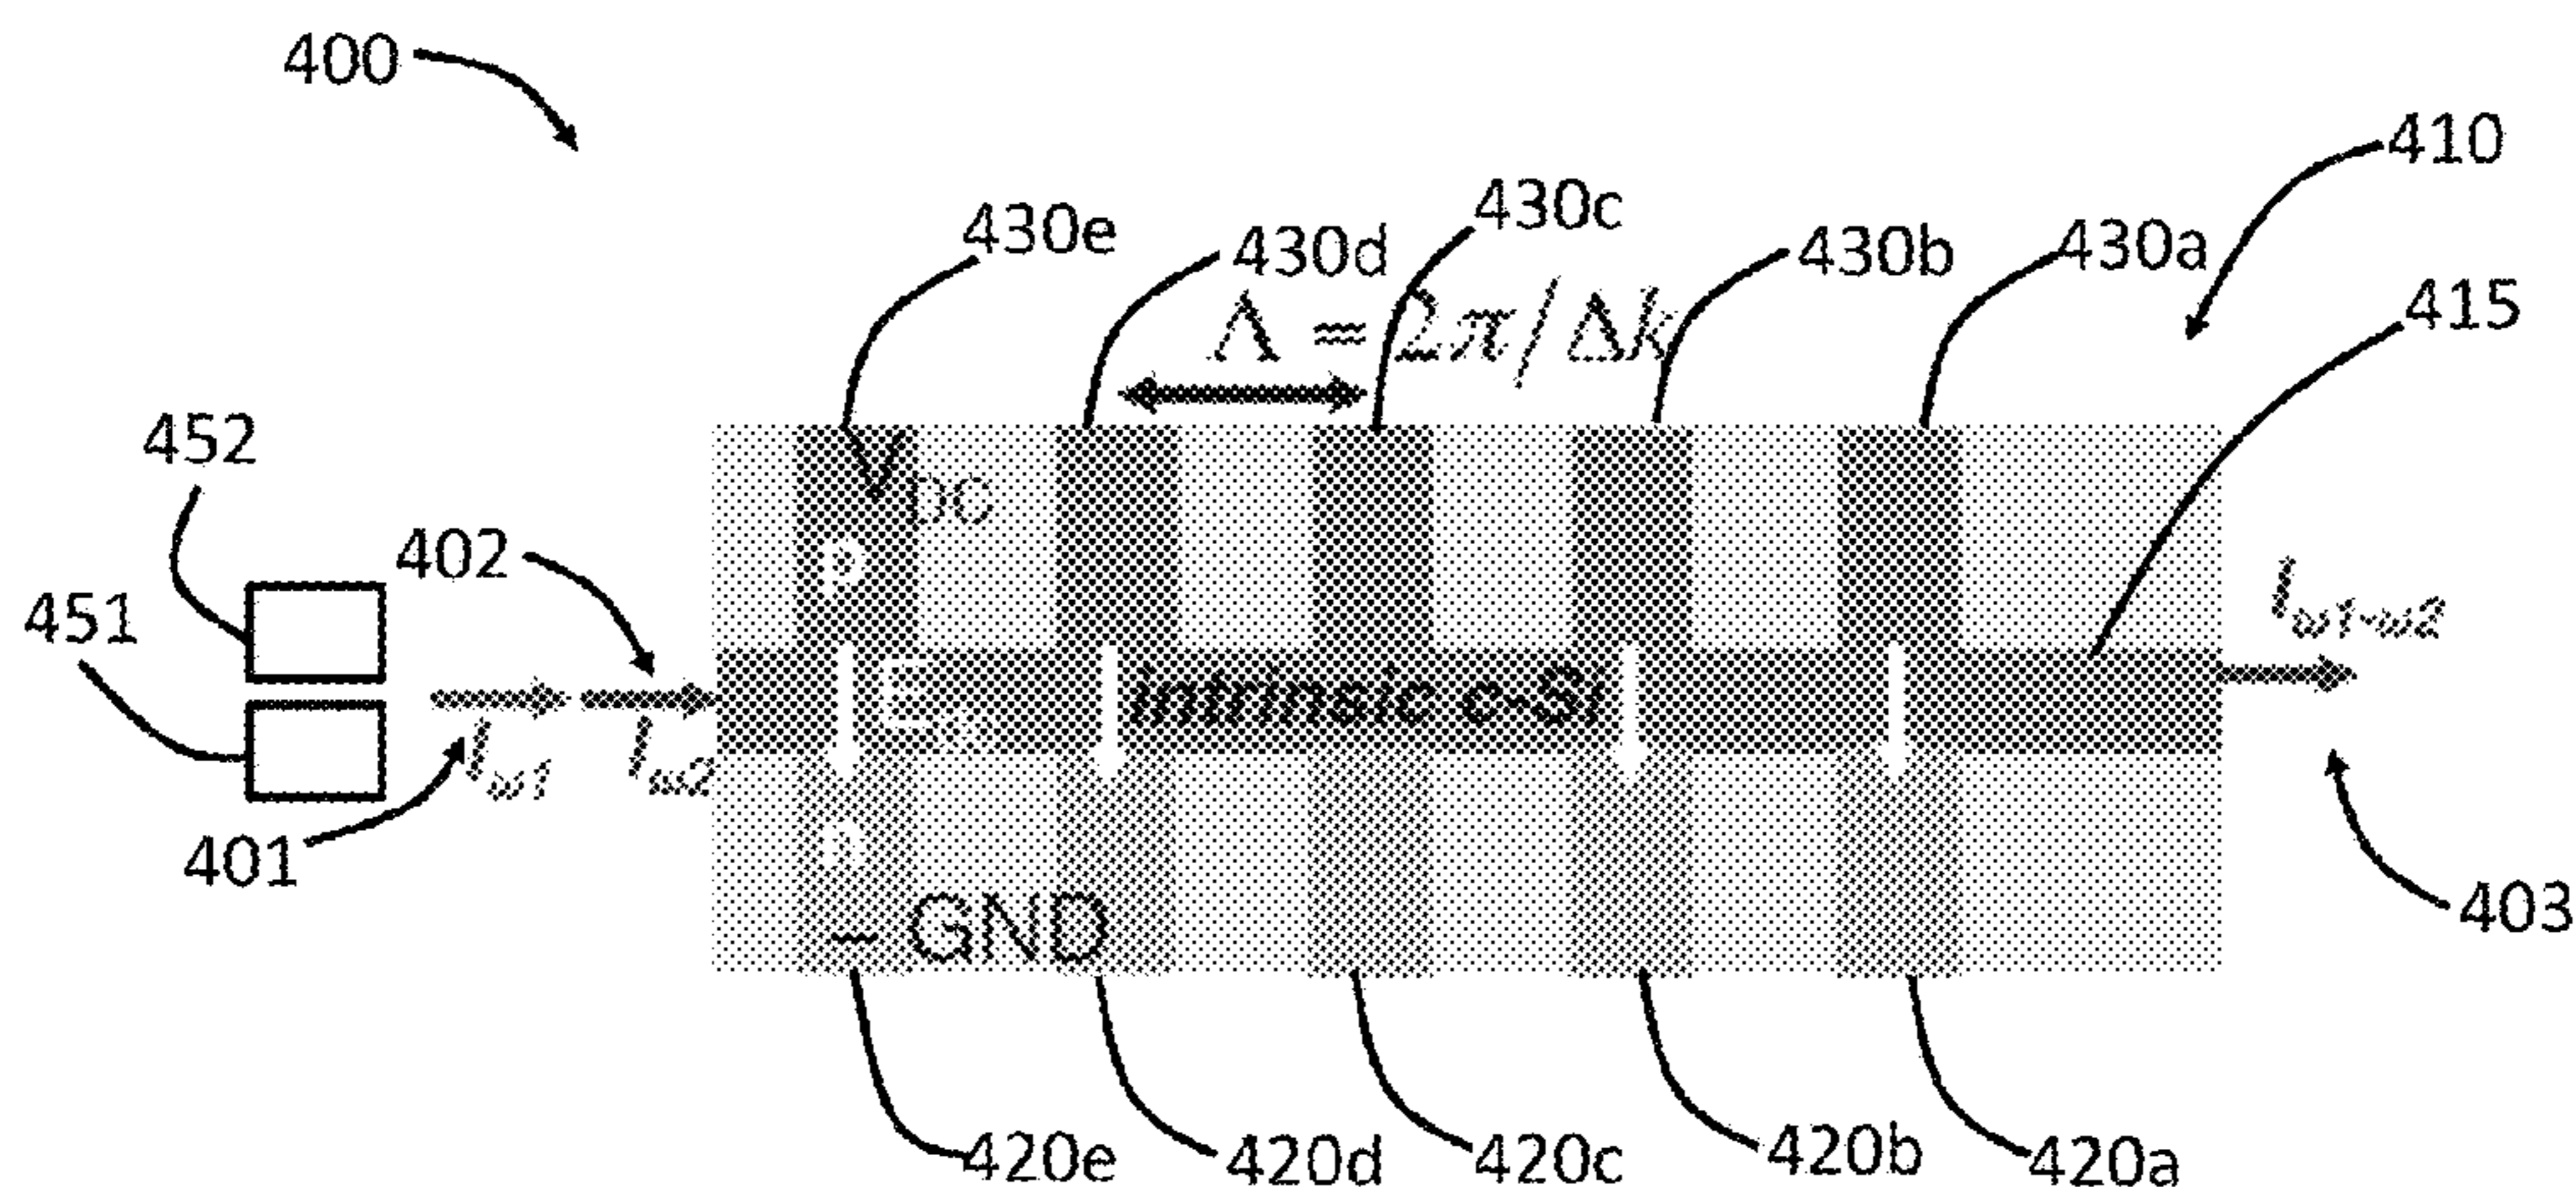 400
410
430e
430d
430c
430b
430a
Λ = 2π/Δk
415
452
V_DC
402
p
451
I_ω1-ω2
intrinsic c-Si
I_ω1
I_ω2
401
n
403
– GND
420e
420d
420c
420b
420a